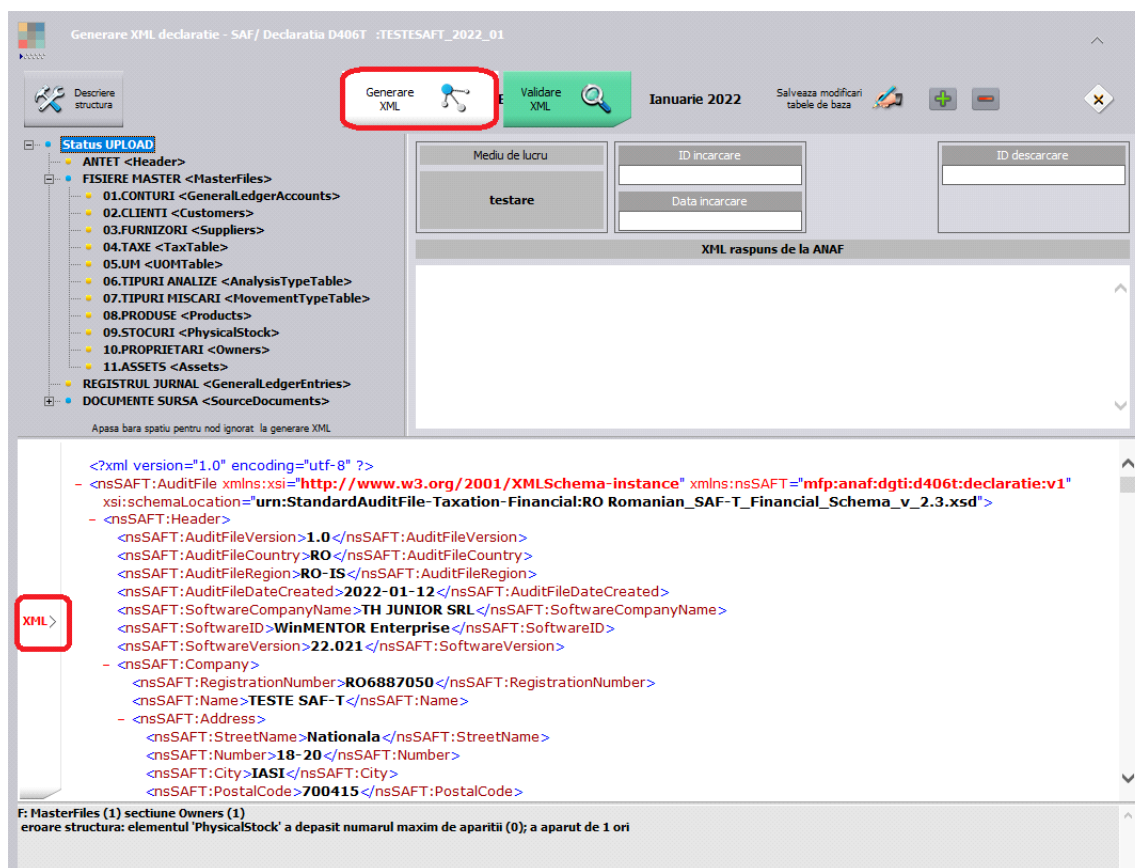 Generare XML declaratie - SAF/ Declaratia D406T :TESTESAFT_2022_01
Descriere
structura
Generare
XML
E
Validare
XML
Ianuarie 2022
Salveaza modificari
tabele de baza
Status UPLOAD
ANTET <Header>
FISIERE MASTER <MasterFiles>
01.CONTURI <GeneralLedgerAccounts>
02.CLIENTI <Customers>
03.FURNIZORI <Suppliers>
04.TAXE <TaxTable>
05.UM <UOMTable>
06.TIPURI ANALIZE <AnalysisTypeTable>
07.TIPURI MISCARI <MovementTypeTable>
08.PRODUSE <Products>
09.STOCURI <PhysicalStock>
10.PROPRIETARI <Owners>
11.ASSETS <Assets>
REGISTRUL JURNAL <GeneralLedgerEntries>
DOCUMENTE SURSA <SourceDocuments>
Apasa bara spatiu pentru nod ignorat la generare XML
Mediu de lucru
testare
ID incarcare
Data incarcare
ID descarcare
XML raspuns de la ANAF
<?xml version="1.0" encoding="utf-8" ?>
- <nsSAFT:AuditFile xmlns:xsi="http://www.w3.org/2001/XMLSchema-instance" xmlns:nsSAFT="mfp:anaf:dgti:d406t:declaratie:v1"
xsi:schemaLocation="urn:StandardAuditFile-Taxation-Financial:RO Romanian_SAF-T_Financial_Schema_v_2.3.xsd">
- <nsSAFT:Header>
<nsSAFT:AuditFileVersion>1.0</nsSAFT:AuditFileVersion>
<nsSAFT:AuditFileCountry>RO</nsSAFT:AuditFileCountry>
<nsSAFT:AuditFileRegion>RO-IS</nsSAFT:AuditFileRegion>
<nsSAFT:AuditFileDateCreated>2022-01-12</nsSAFT:AuditFileDateCreated>
<nsSAFT:SoftwareCompanyName>TH JUNIOR SRL</nsSAFT:SoftwareCompanyName>
<nsSAFT:SoftwareID>WinMENTOR Enterprise</nsSAFT:SoftwareID>
<nsSAFT:SoftwareVersion>22.021</nsSAFT:SoftwareVersion>
- <nsSAFT:Company>
<nsSAFT:RegistrationNumber>RO6887050</nsSAFT:RegistrationNumber>
<nsSAFT:Name>TESTE SAF-T</nsSAFT:Name>
- <nsSAFT:Address>
<nsSAFT:StreetName>Nationala</nsSAFT:StreetName>
<nsSAFT:Number>18-20</nsSAFT:Number>
<nsSAFT:City>IASI</nsSAFT:City>
<nsSAFT:PostalCode>700415</nsSAFT:PostalCode>
XML>
F: MasterFiles (1) sectiune Owners (1)
eroare structura: elementul 'PhysicalStock' a depasit numarul maxim de aparitii (0); a aparut de 1 ori